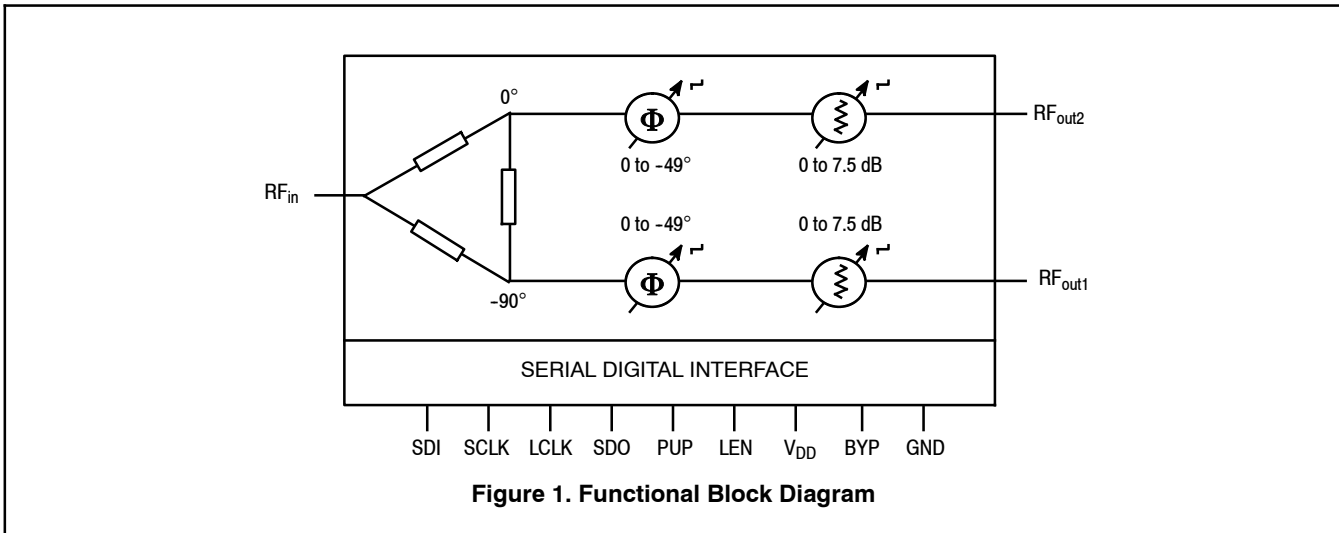 0°
Φ
RFout2
0 to -49°
0 to 7.5 dB
RFin
0 to -49°
0 to 7.5 dB
Φ
RFout1
-90°
SERIAL DIGITAL INTERFACE
SDI SCLK LCLK SDO PUP LEN VDD BYP GND
Figure 1. Functional Block Diagram